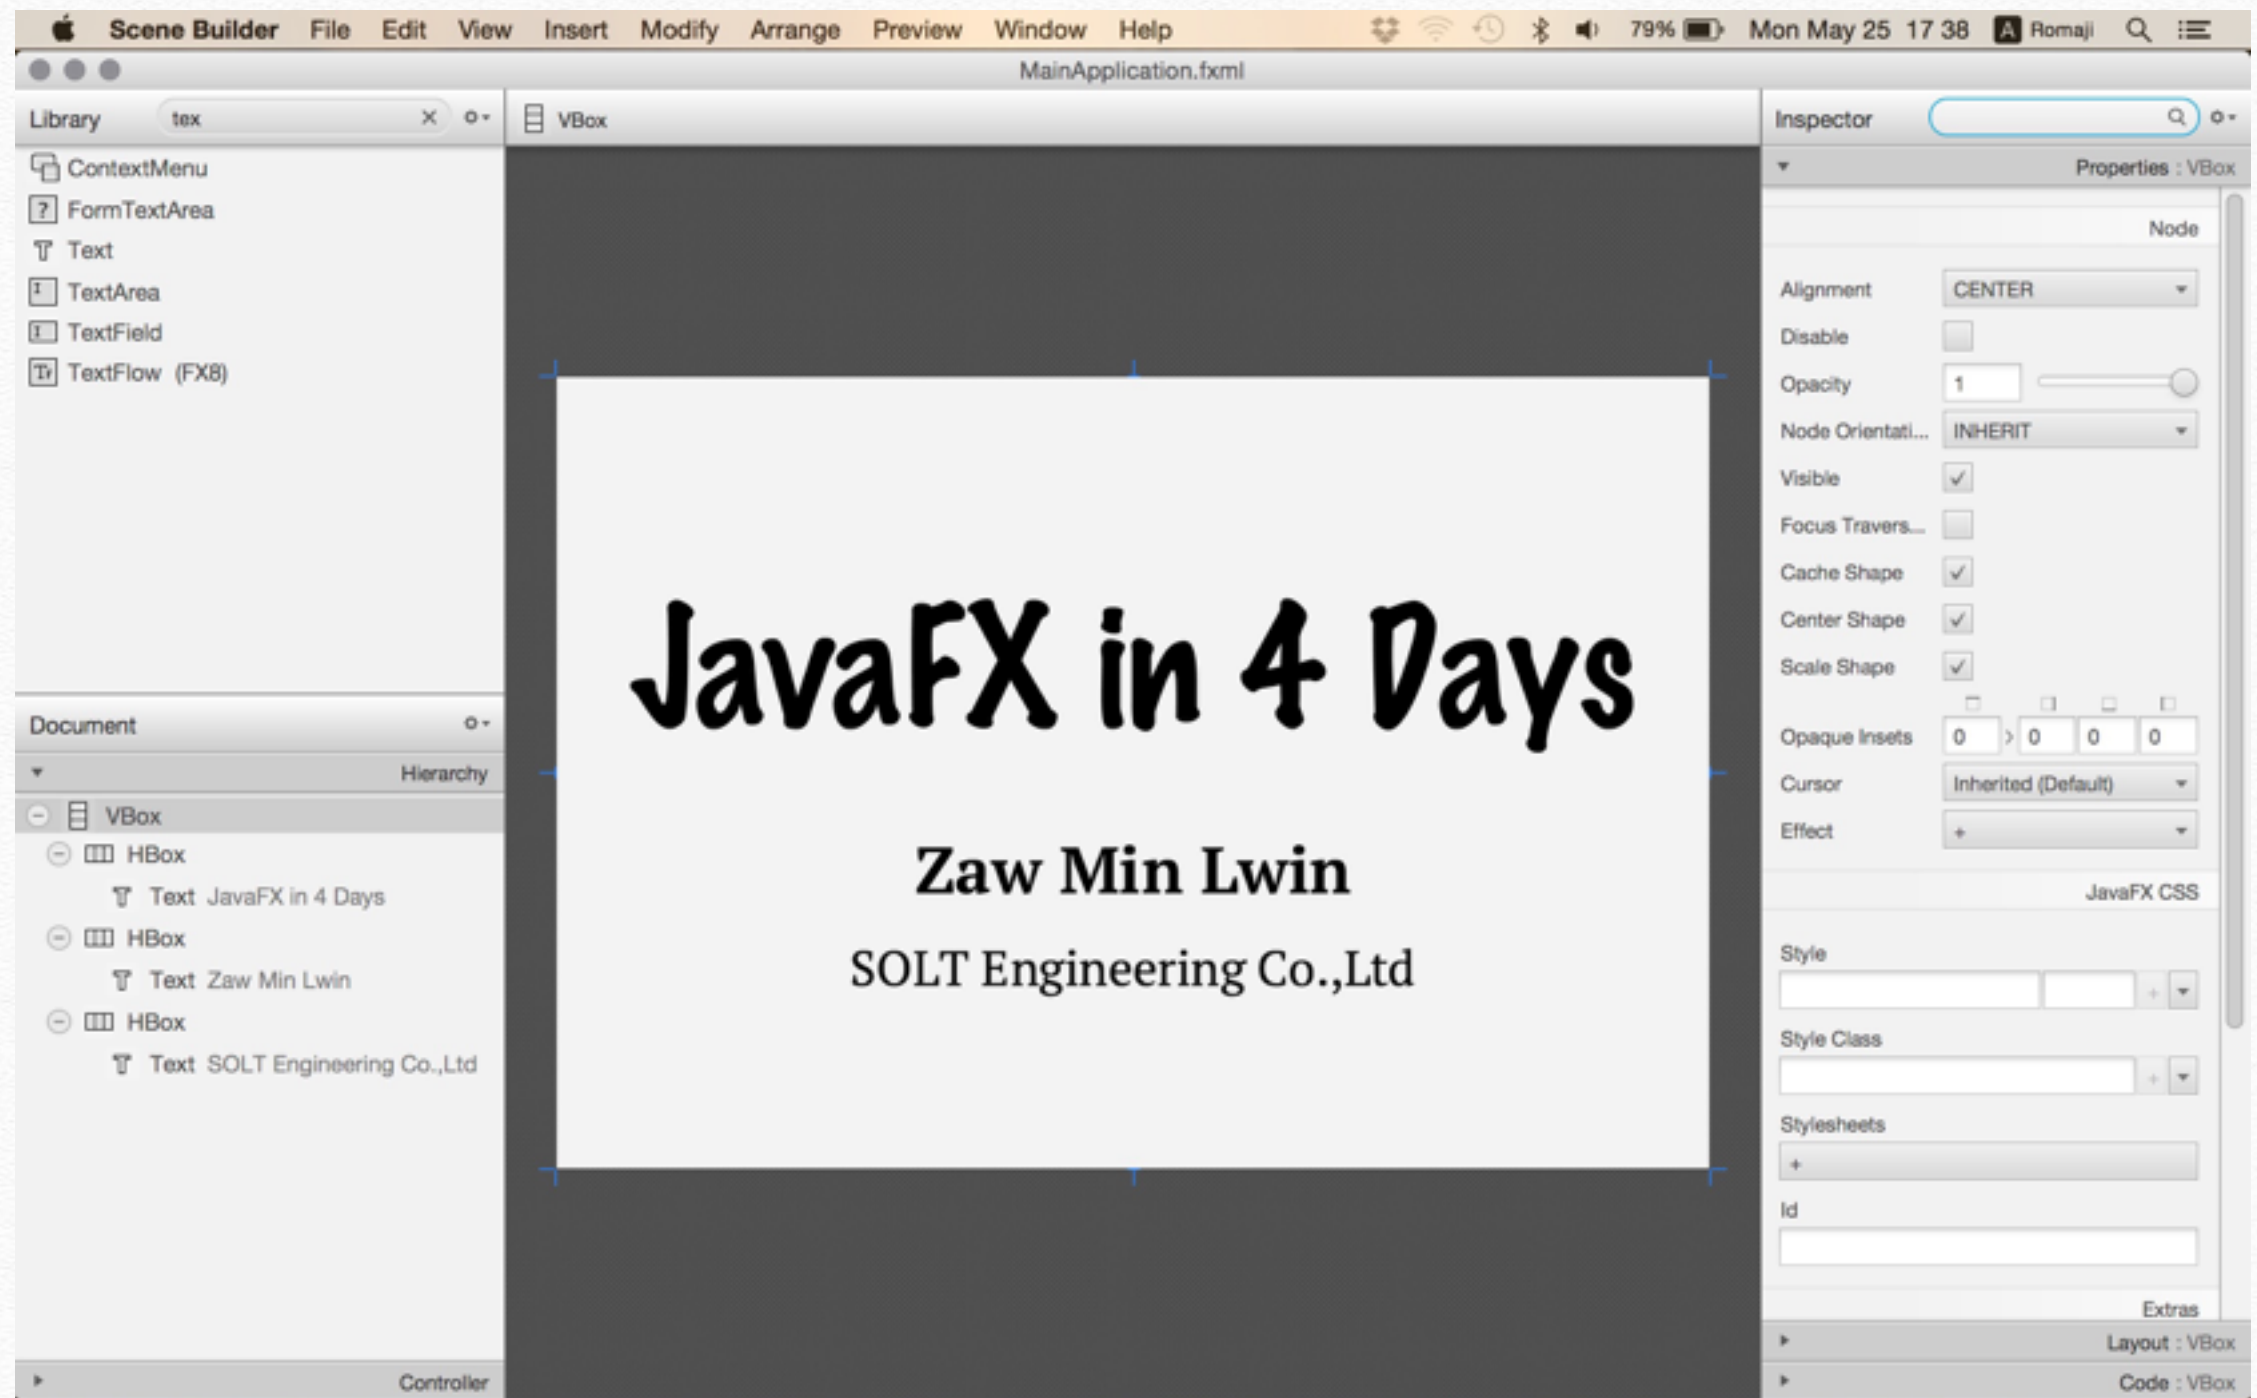 Scene Builder File Edit View Insert Modify Arrange Preview Window Help 79% Mon May 25 17 38 A Romaji
MainApplication.fxml
Library tex
ContextMenu
? FormTextArea
Text
TextArea
TextField
TextFlow (FX8)
Document
Hierarchy
VBox
HBox
Text JavaFX in 4 Days
HBox
Text Zaw Min Lwin
HBox
Text SOLT Engineering Co.,Ltd
Controller
VBox
JavaFX in 4 Days
Zaw Min Lwin
SOLT Engineering Co.,Ltd
Inspector
Properties : VBox
Node
Alignment CENTER
Disable
Opacity 1
Node Orientati... INHERIT
Visible
Focus Travers...
Cache Shape
Center Shape
Scale Shape
Opaque Insets 0 > 0 0 0
Cursor Inherited (Default)
Effect +
JavaFX CSS
Style
+
Style Class
+
Stylesheets
+
Id
Extras
Layout : VBox
Code : VBox